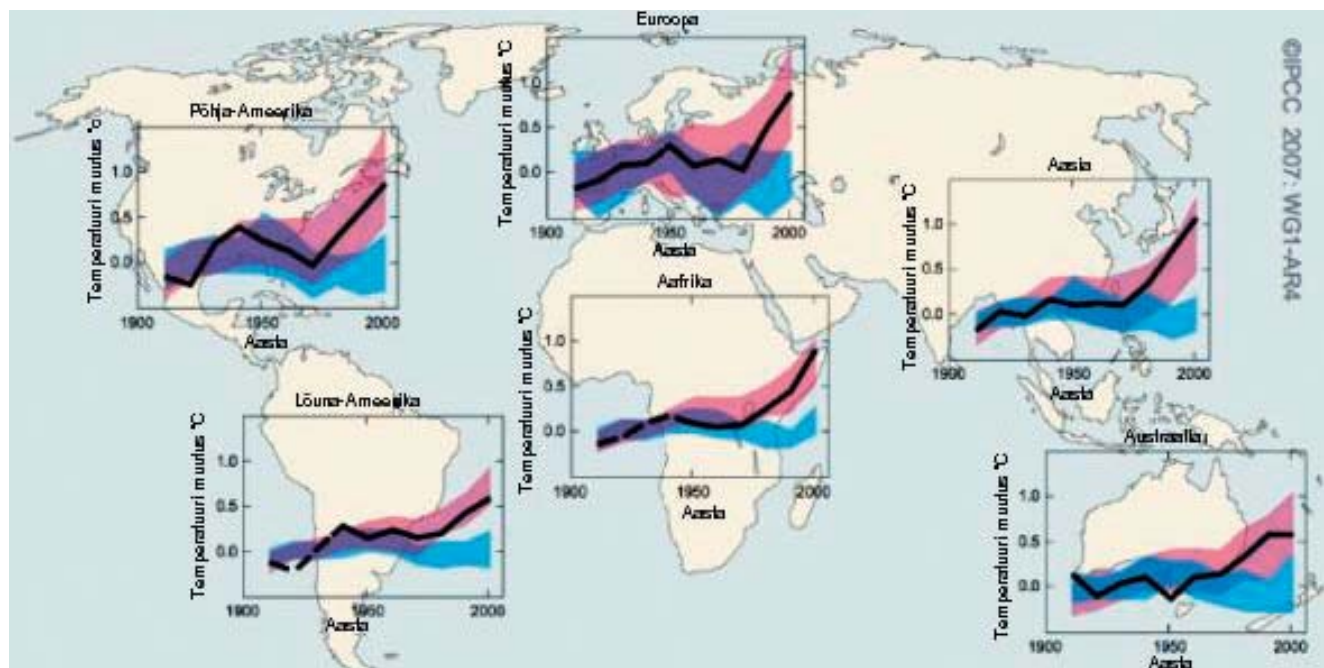 Euroopa
Temperatuuri muutus °C
1.0
0.5
0.0
1900
1950
2000
Aasta
Põhja-Ameerika
Temperatuuri muutus °C
1.0
0.5
0.0
1900
1950
2000
Aasta
Aasia
Temperatuuri muutus °C
1.0
0.5
0.0
1900
1950
2000
Aasta
Aafrika
Temperatuuri muutus °C
1.0
0.5
0.0
1900
1950
2000
Aasta
Lõuna-Ameerika
Temperatuuri muutus °C
1.0
0.5
0.0
1900
1950
2000
Aasta
Austraalia
Temperatuuri muutus °C
1.0
0.5
0.0
1900
1950
2000
Aasta
©IPCC 2007: WG1-AR4